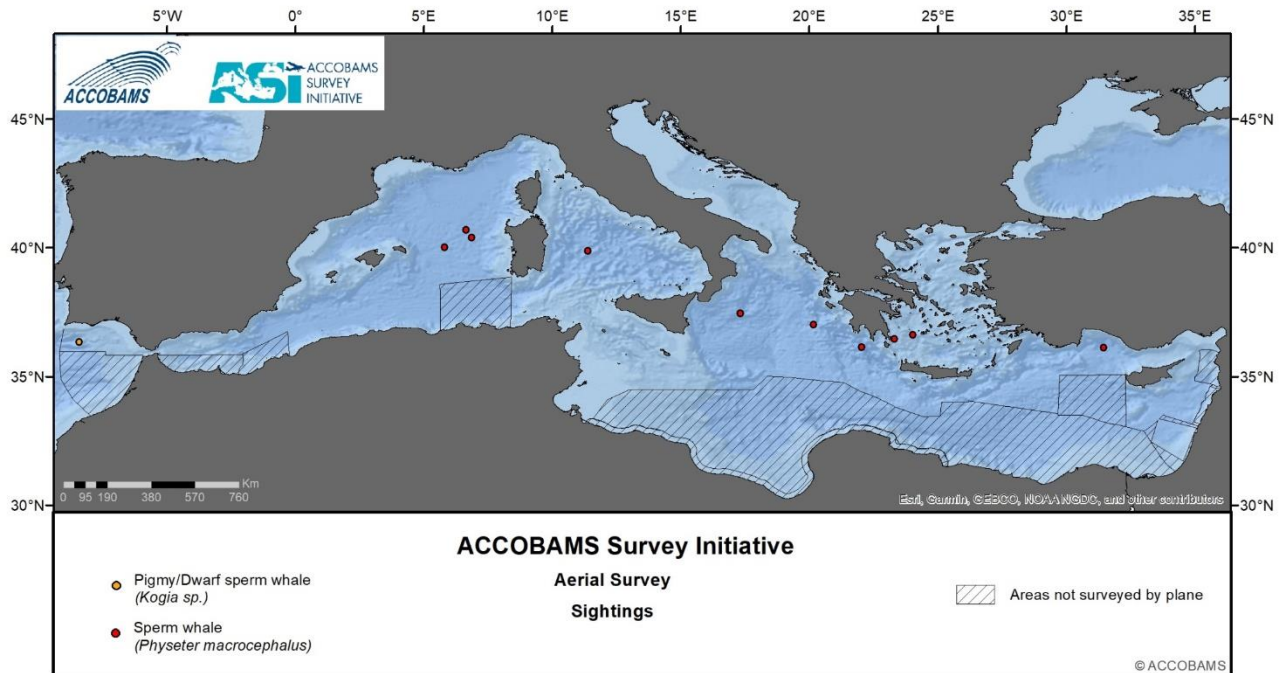 5°W 0° 5°E 10°E 15°E 20°E 25°E 30°E 35°E
ACCOBAMS
ASI ACCOBAMS
SURVEY
INITIATIVE
45°N 45°N
40°N 40°N
35°N 35°N
30°N 30°N
Km
0 95 190 380 570 760
Esri, Garmin, GEBCO, NOAA NGDC, and other contributors
ACCOBAMS Survey Initiative
Aerial Survey
Sightings
Pigmy/Dwarf sperm whale
(Kogia sp.)
Sperm whale
(Physeter macrocephalus)
Areas not surveyed by plane
© ACCOBAMS